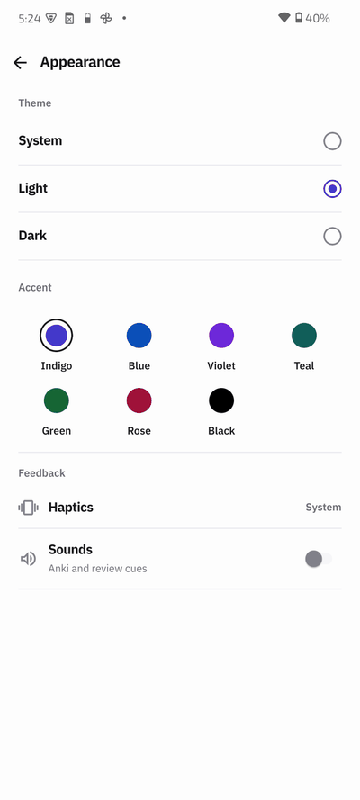 5:24
40%
Appearance
Theme
System
Light
Dark
Accent
Indigo
Blue
Violet
Teal
Green
Rose
Black
Feedback
Haptics
System
Sounds
Anki and review cues